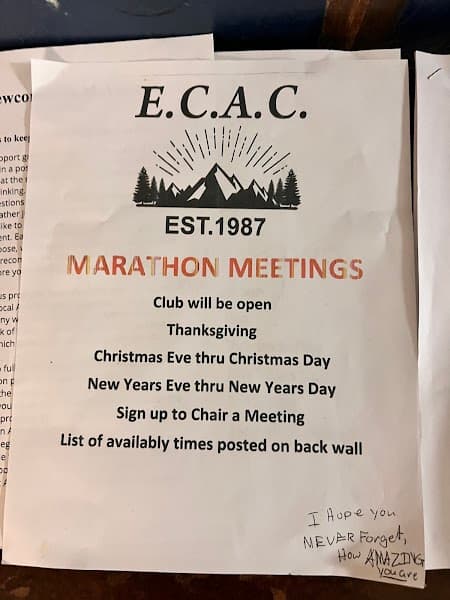 E.C.A.C.
EST.1987
MARATHON MEETINGS
Club will be open
Thanksgiving
Christmas Eve thru Christmas Day
New Years Eve thru New Years Day
Sign up to Chair a Meeting
List of availably times posted on back wall
I Hope you
NEVAR Forget,
How AMAZING
you are